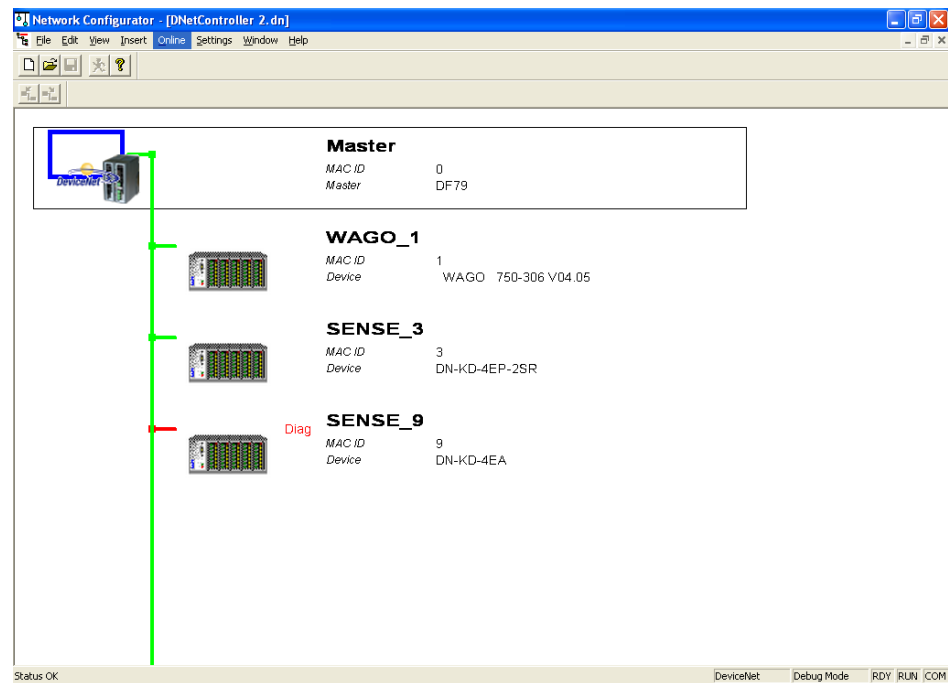 Network Configurator - [DNetController 2.dn]
File Edit View Insert Online Settings Window Help
Master
MAC ID 0
Master DF79
DeviceNet
WAGO_1
MAC ID 1
Device WAGO 750-306 V04.05
SENSE_3
MAC ID 3
Device DN-KD-4EP-2SR
Diag SENSE_9
MAC ID 9
Device DN-KD-4EA
Status OK DeviceNet Debug Mode RDY RUN COM